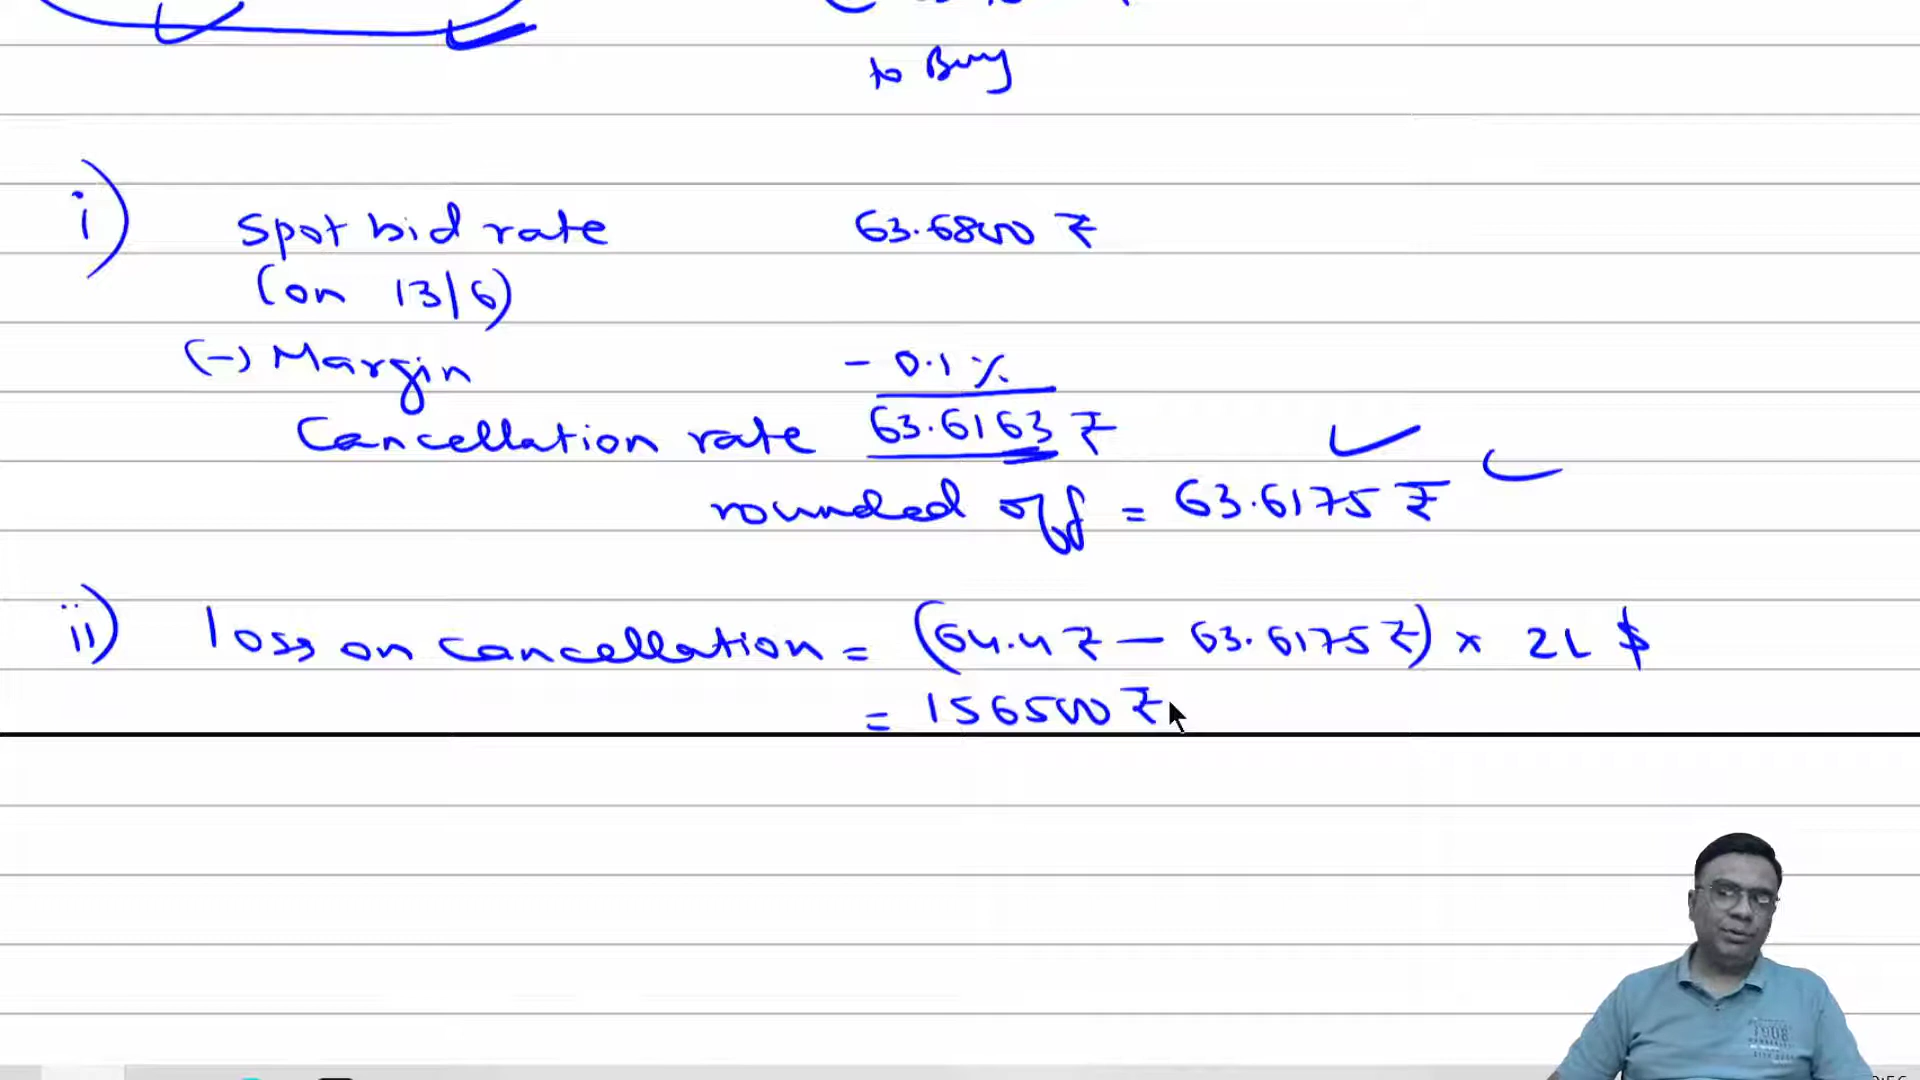 to Buy
i) Spot bid rate 63.6800 ₹
(on 13/6)
(-) Margin - 0.1 %
Cancellation rate 63.6163 ₹
rounded off = 63.6175 ₹
ii) loss on cancellation = (64.4 ₹ - 63.6175 ₹) × 2L $
= 156500 ₹
1998